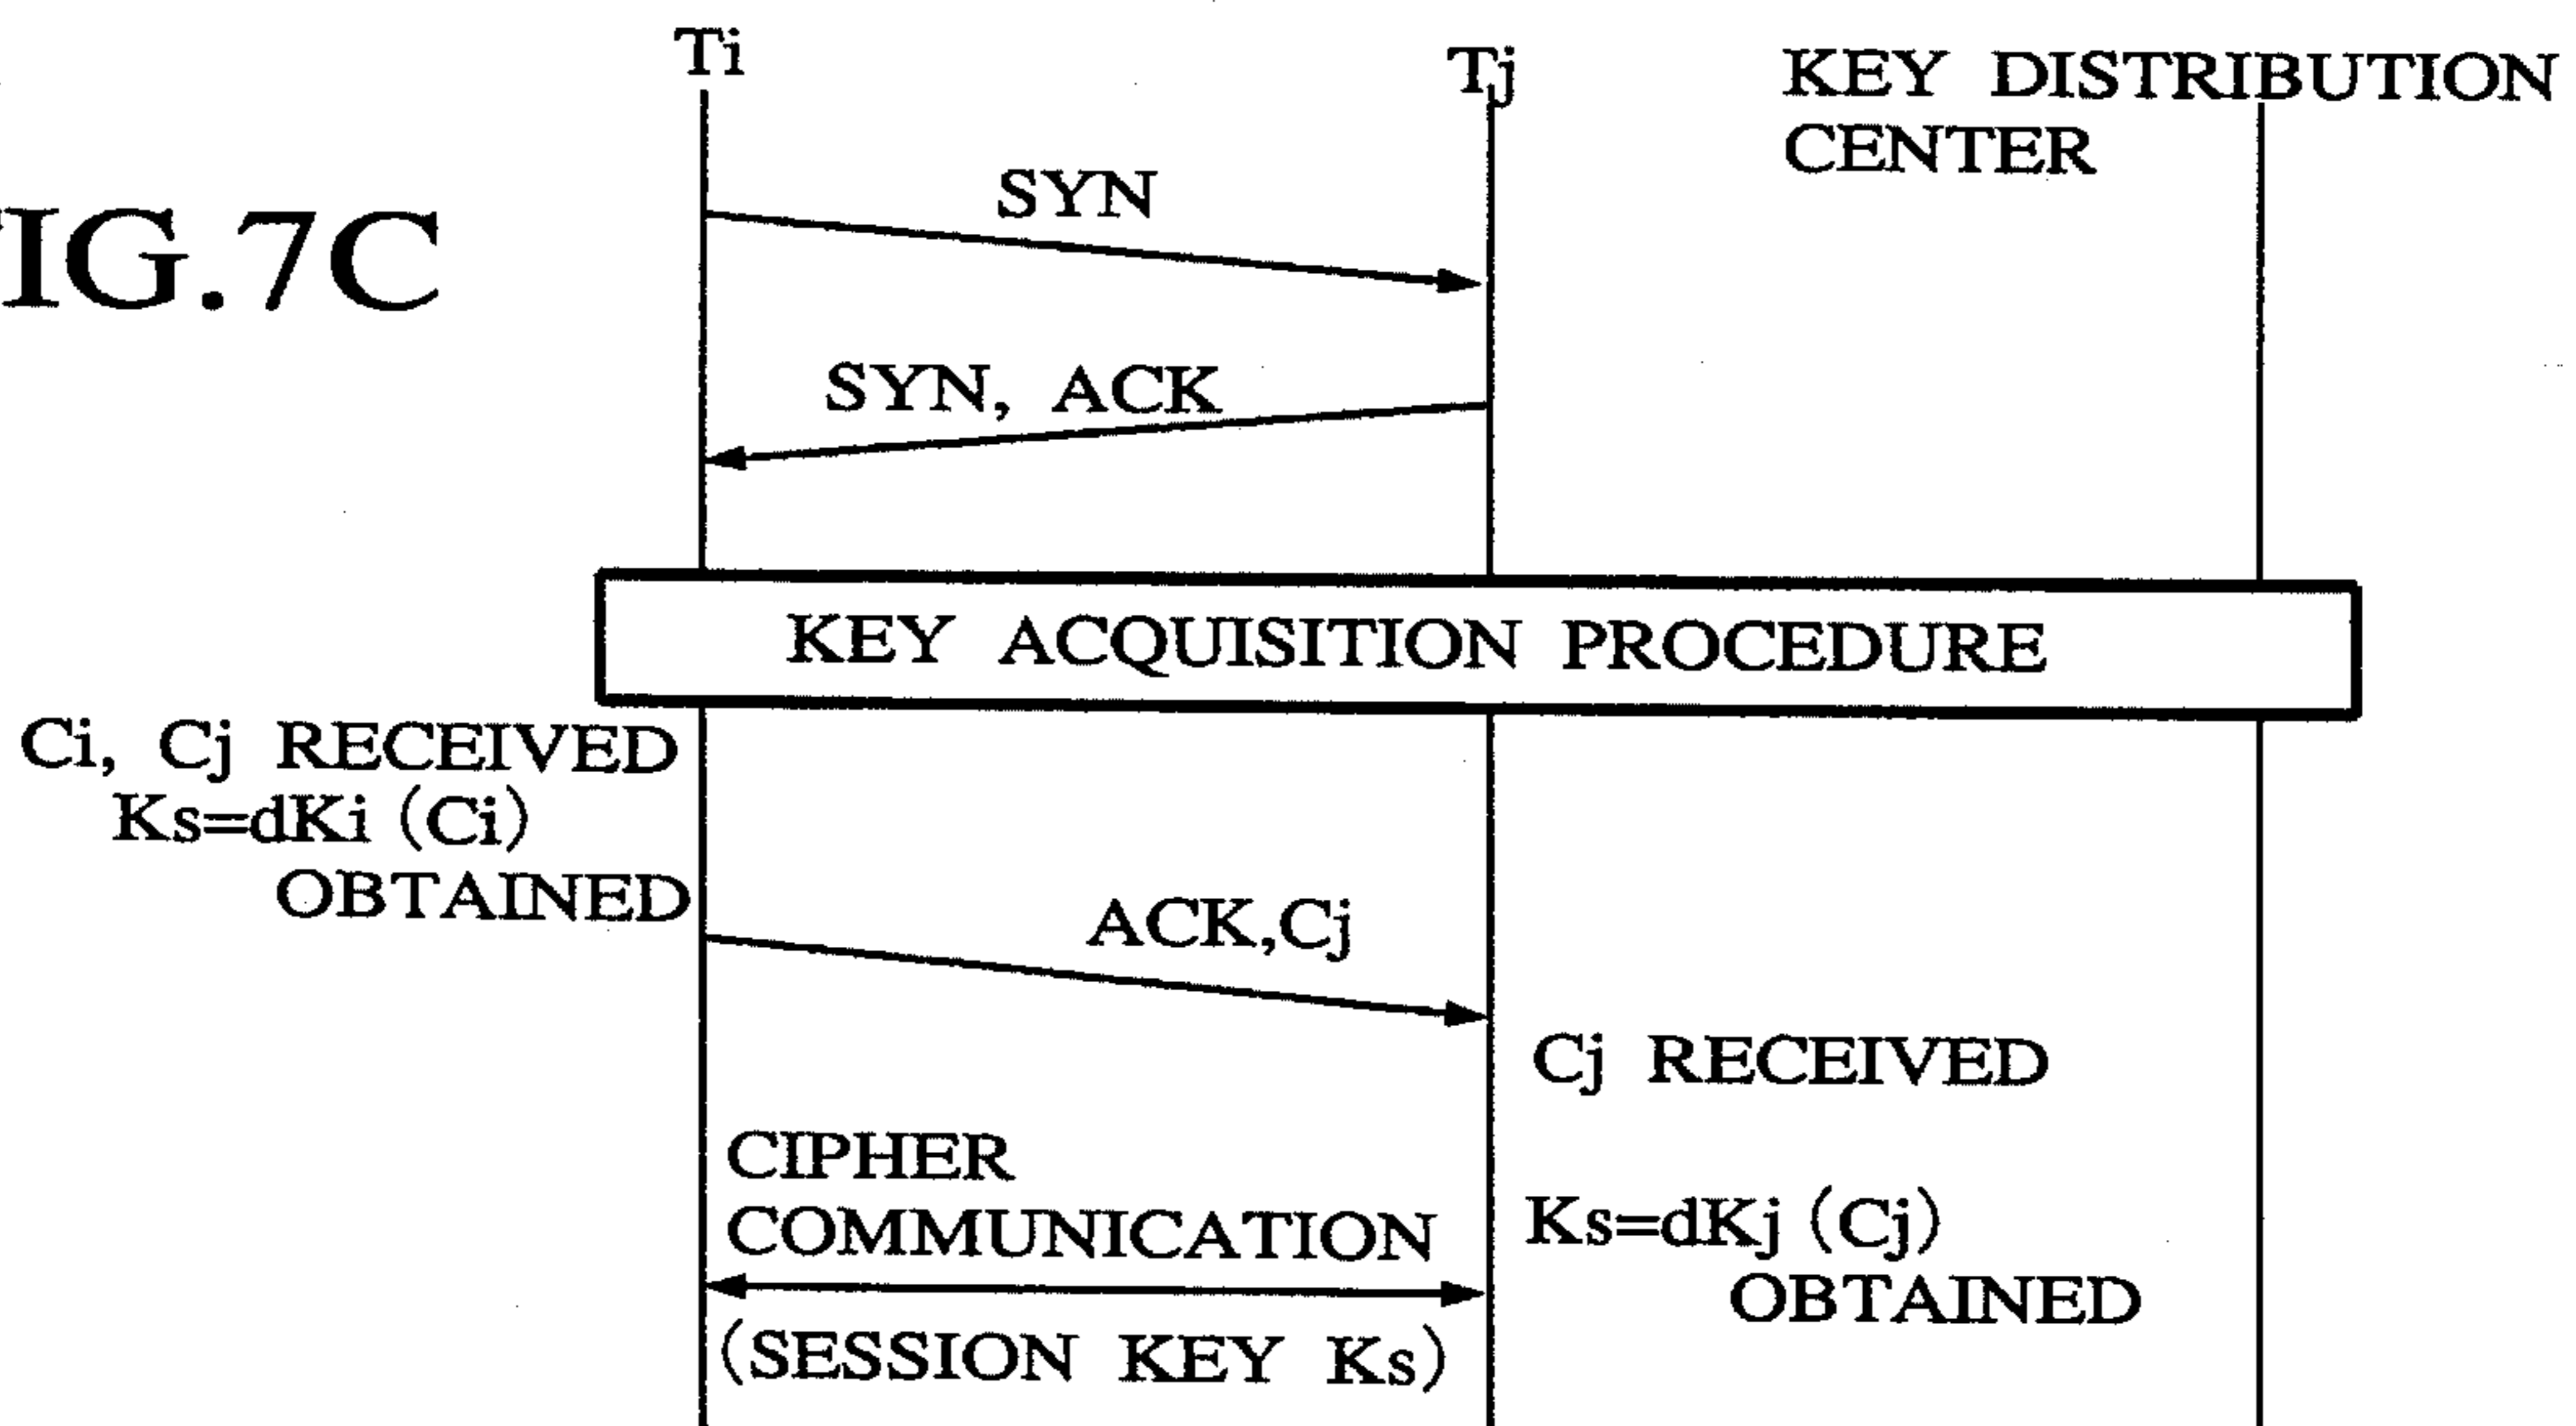 Ti
Tj
KEY DISTRIBUTION
CENTER
IG.7C
SYN
SYN, ACK
KEY ACQUISITION PROCEDURE
Ci, Cj RECEIVED
Ks=dKi (Ci)
OBTAINED
ACK,Cj
Cj RECEIVED
CIPHER
COMMUNICATION
(SESSION KEY Ks)
Ks=dKj (Cj)
OBTAINED